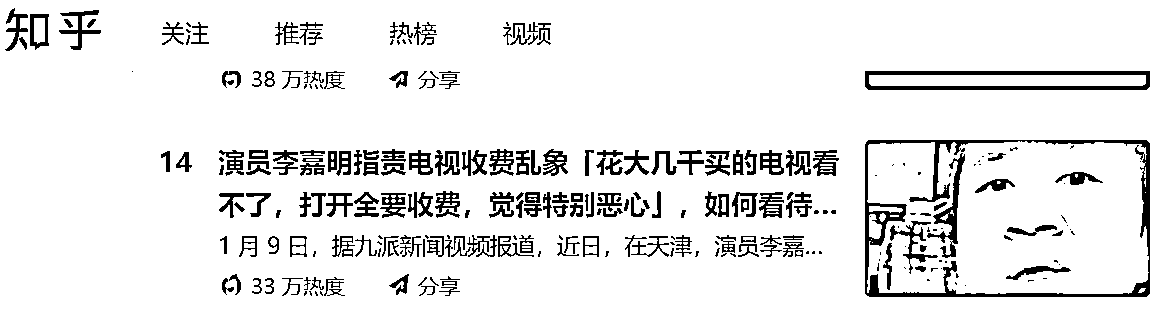 知乎 关注 推荐 热榜 视频
38 万热度 分享
14 演员李嘉明指责电视收费乱象「花大几千买的电视看
不了，打开全要收费，觉得特别恶心」，如何看待...
1 月 9 日，据九派新闻视频报道，近日，在天津，演员李嘉...
33 万热度 分享